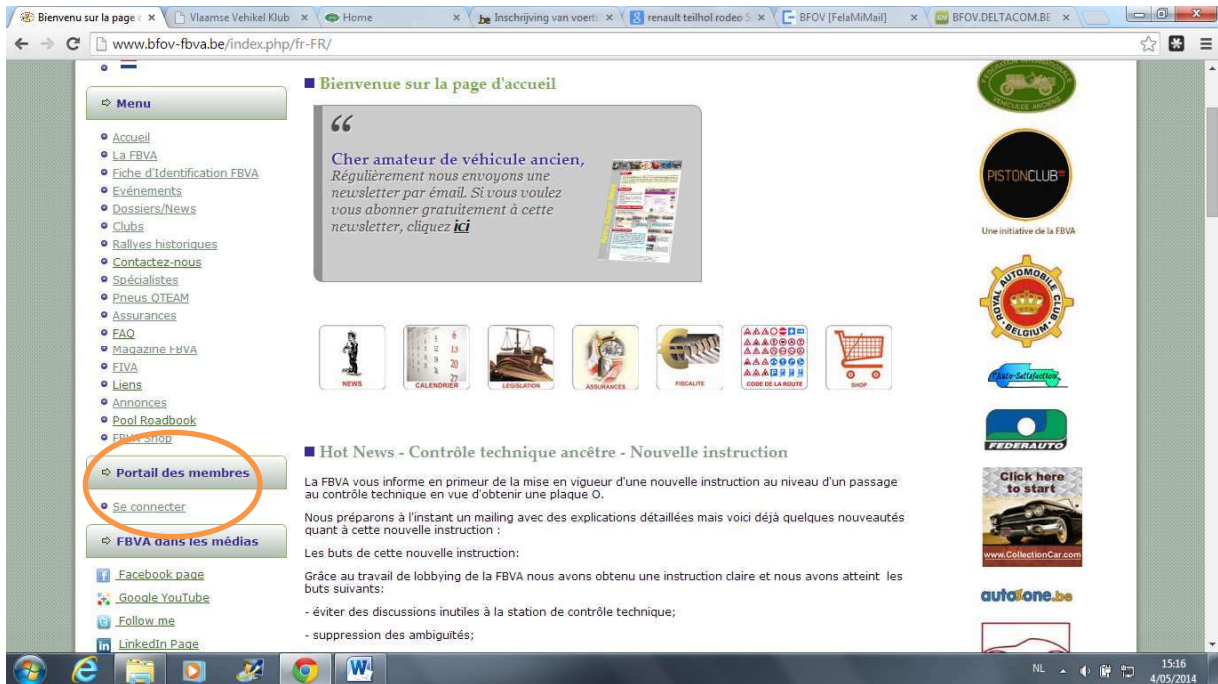 Bienvenu sur la page d
Vlaamse Vehikel Klub
Home
Inschrijving van voert
renault teilhol rodeo 5
BFOV [FelaMiMail]
BFOV.DELTACOM.BE
www.bfov-fbva.be/index.php/fr-FR/
Menu
Accueil
La FBVA
Fiche d'Identification FBVA
Evénements
Dossiers/News
Clubs
Rallyes historiques
Contactez-nous
Spécialistes
Pneus QTEAM
Assurances
FAQ
Magazine FBVA
FIVA
Liens
Annonces
Pool Roadbook
FBVA Shop
Portail des membres
Se connecter
FBVA dans les médias
Facebook page
Google YouTube
Follow me
LinkedIn Page
Bienvenue sur la page d'accueil
“
Cher amateur de véhicule ancien,
Régulièrement nous envoyons une
newsletter par émail. Si vous voulez
vous abonner gratuitement à cette
newsletter, cliquez ici
NEWS
CALENDRIER
LEGISLATION
ASSURANCES
FISCALITE
CODE DE LA ROUTE
SHOP
Hot News - Contrôle technique ancêtre - Nouvelle instruction
La FBVA vous informe en primeur de la mise en vigueur d'une nouvelle instruction au niveau d'un passage
au contrôle technique en vue d'obtenir une plaque O.
Nous préparons à l'instant un mailing avec des explications détaillées mais voici déjà quelques nouveautés
quant à cette nouvelle instruction :
Les buts de cette nouvelle instruction:
Grâce au travail de lobbying de la FBVA nous avons obtenu une instruction claire et nous avons atteint les
buts suivants:
- éviter des discussions inutiles à la station de contrôle technique;
- suppression des ambiguïtés;
VEHICULES ANCIENS
PISTONCLUB
Une initiative de la FBVA
ROYAL AUTOMOBILE CLUB
BELGIUM
Auto-Satisfaction
FEDERAUTO
Click here
to start
www.CollectionCar.com
autozone.be
NL
15:16
4/05/2014